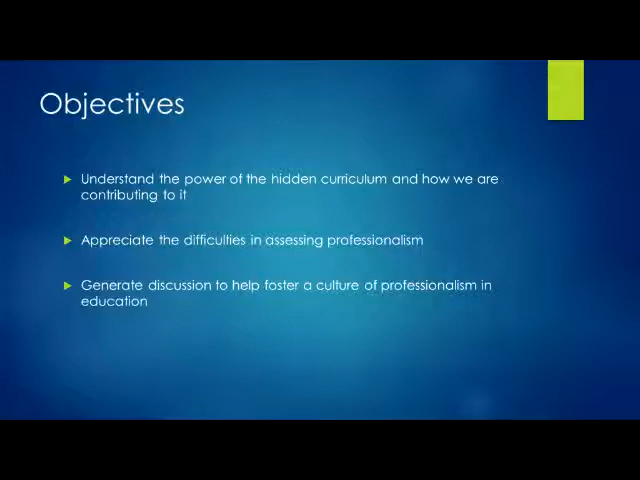 Objectives
Understand the power of the hidden curriculum and how we are
contributing to it
Appreciate the difficulties in assessing professionalism
Generate discussion to help foster a culture of professionalism in
education